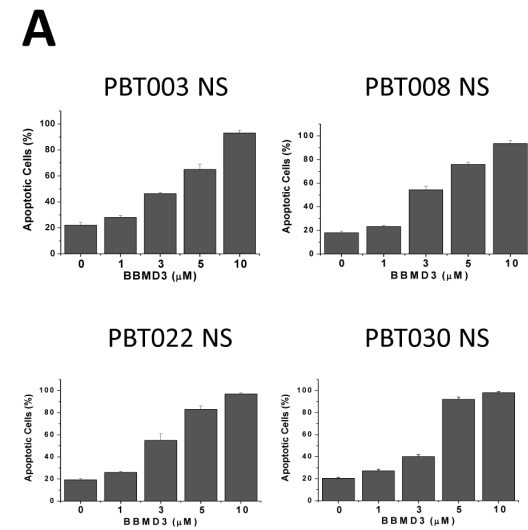 A
PBT003 NS
Apoptotic Cells (%)
100
80
60
40
20
0
0 1 3 5 10
BBMD3 (μM)
PBT008 NS
Apoptotic Cells (%)
100
80
60
40
20
0
0 1 3 5 10
BBMD3 (μM)
PBT022 NS
Apoptotic Cells (%)
100
80
60
40
20
0
0 1 3 5 10
BBMD3 (μM)
PBT030 NS
Apoptotic Cells (%)
100
80
60
40
20
0
0 1 3 5 10
BBMD3 (μM)